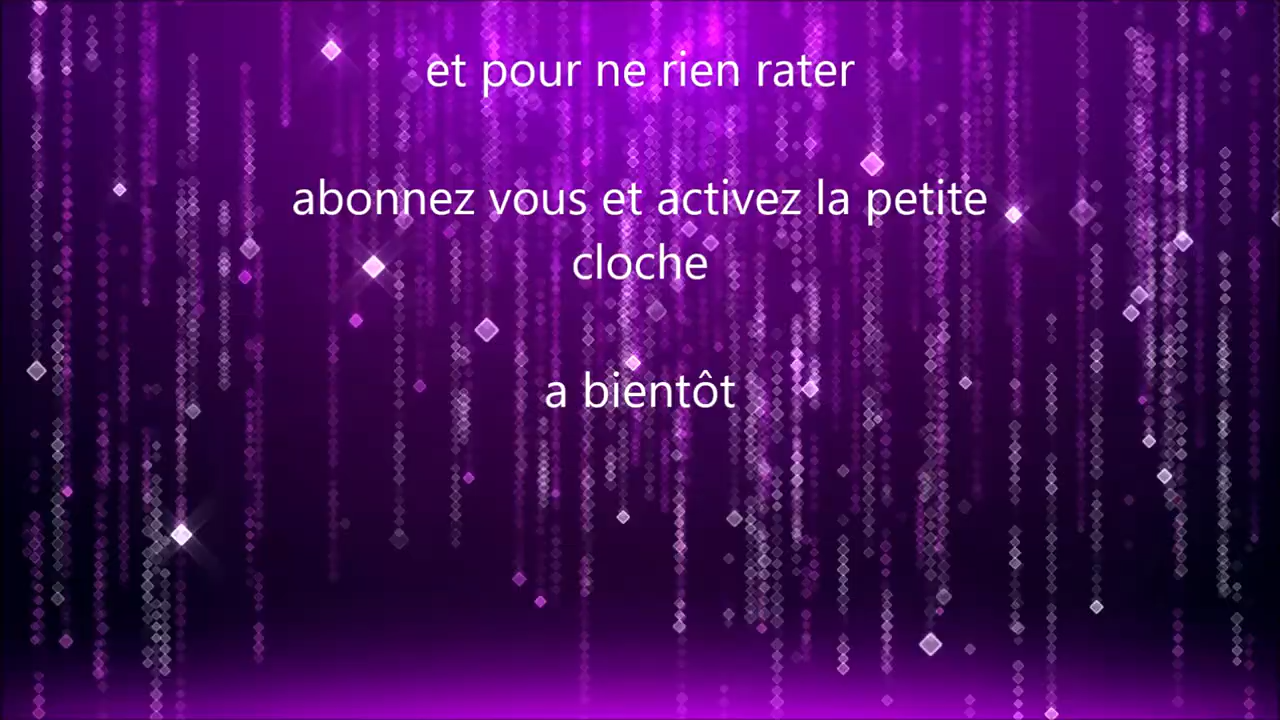 et pour ne rien rater
abonnez vous et activez la petite
cloche
a bientôt